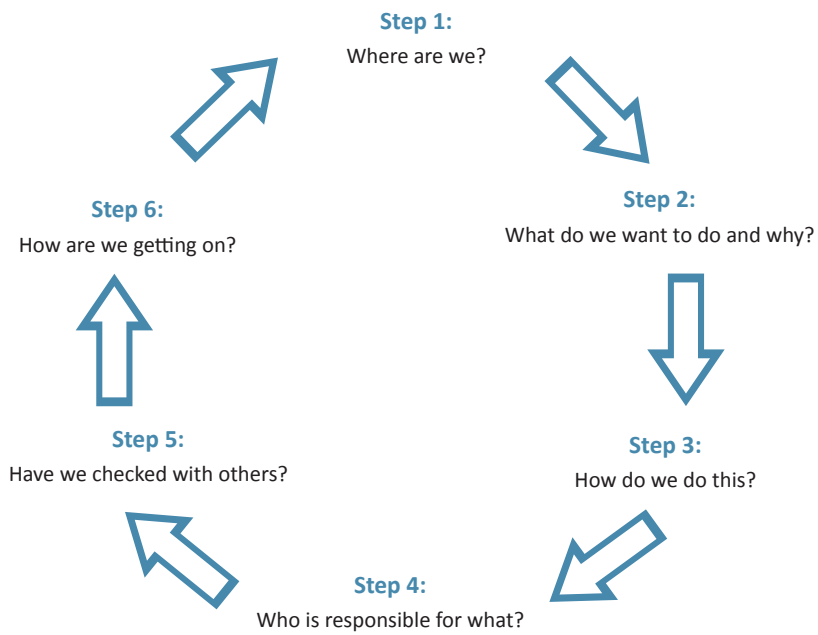 Step 1:
Where are we?
Step 2:
What do we want to do and why?
Step 3:
How do we do this?
Step 4:
Who is responsible for what?
Step 5:
Have we checked with others?
Step 6:
How are we getting on?